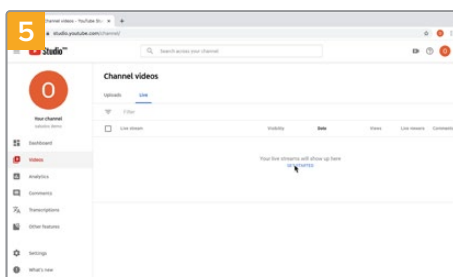 5
hannel videos - YouTube St
studio.youtube.com/channel/
Studio
Search across your channel
O
O
Your channel
Channel videos
Uploads
Live
Filter
Live stream
Visibility
Date
Views
Live viewers
Comments
Your live streams will show up here
GET STARTED
Dashboard
Videos
Analytics
Comments
Transcriptions
Other features
Settings
What's new